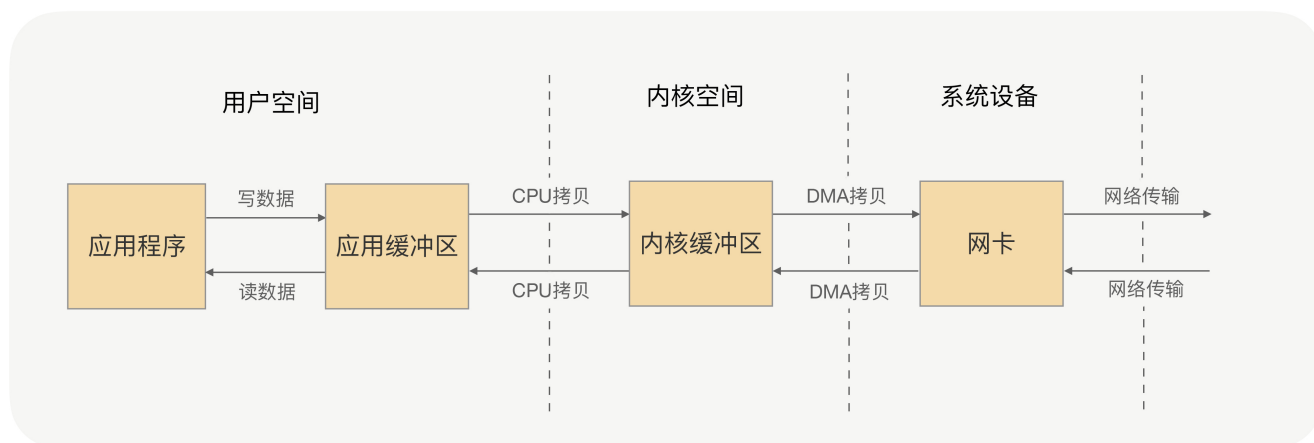 用户空间
内核空间
系统设备
写数据
CPU拷贝
DMA拷贝
网络传输
应用程序
应用缓冲区
内核缓冲区
网卡
读数据
CPU拷贝
DMA拷贝
网络传输